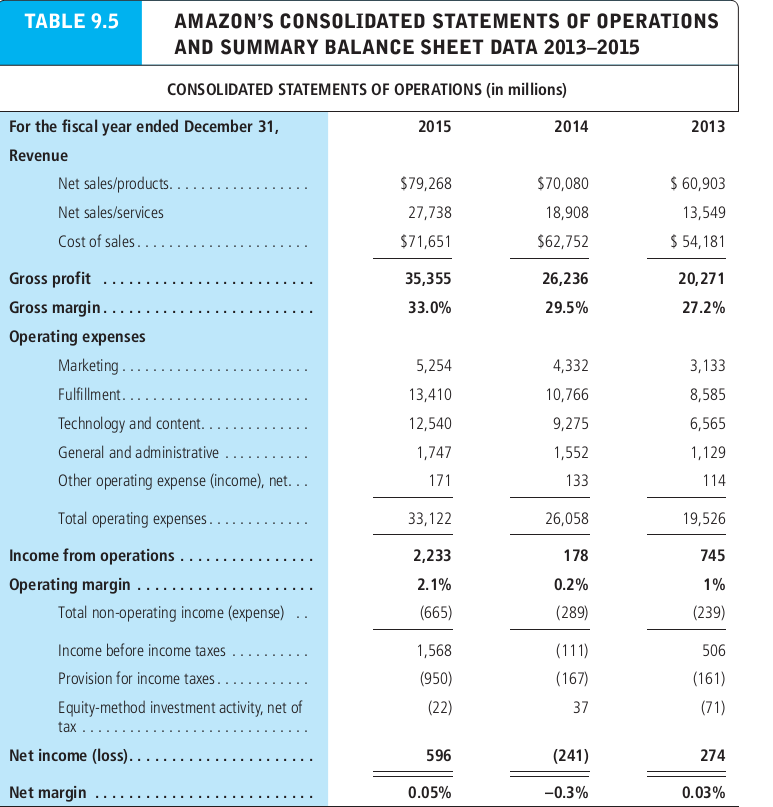 TABLE 9.5 AMAZON'S CONSOLIDATED STATEMENTS OF OPERATIONS
AND SUMMARY BALANCE SHEET DATA 2013–2015
CONSOLIDATED STATEMENTS OF OPERATIONS (in millions)
For the fiscal year ended December 31, 2015 2014 2013
Revenue
Net sales/products. . . . . . . . . . . . . . . . . . $79,268 $70,080 $ 60,903
Net sales/services 27,738 18,908 13,549
Cost of sales . . . . . . . . . . . . . . . . . . . . . . $71,651 $62,752 $ 54,181
Gross profit . . . . . . . . . . . . . . . . . . . . . . . . . 35,355 26,236 20,271
Gross margin . . . . . . . . . . . . . . . . . . . . . . . . . 33.0% 29.5% 27.2%
Operating expenses
Marketing . . . . . . . . . . . . . . . . . . . . . . . . 5,254 4,332 3,133
Fulfillment. . . . . . . . . . . . . . . . . . . . . . . . 13,410 10,766 8,585
Technology and content. . . . . . . . . . . . . . 12,540 9,275 6,565
General and administrative . . . . . . . . . . . 1,747 1,552 1,129
Other operating expense (income), net. . . 171 133 114
Total operating expenses . . . . . . . . . . . . . 33,122 26,058 19,526
Income from operations . . . . . . . . . . . . . . . . 2,233 178 745
Operating margin . . . . . . . . . . . . . . . . . . . . . 2.1% 0.2% 1%
Total non-operating income (expense) . . (665) (289) (239)
Income before income taxes . . . . . . . . . . 1,568 (111) 506
Provision for income taxes . . . . . . . . . . . . (950) (167) (161)
Equity-method investment activity, net of (22) 37 (71)
tax . . . . . . . . . . . . . . . . . . . . . . . . . . . . .
Net income (loss). . . . . . . . . . . . . . . . . . . . . . 596 (241) 274
Net margin . . . . . . . . . . . . . . . . . . . . . . . . . . 0.05% –0.3% 0.03%